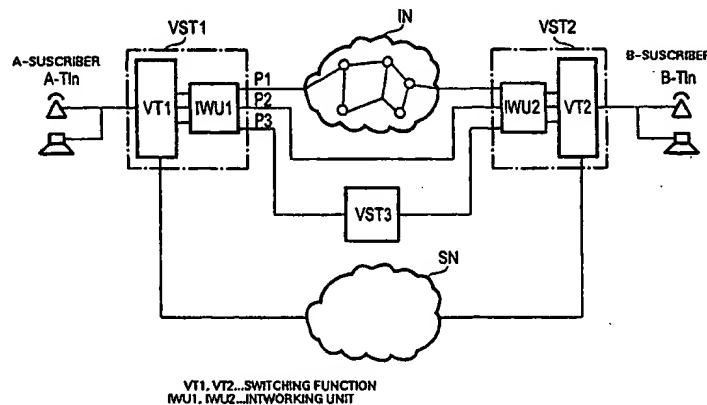 VST1
IN
VST2
A-SUSCRIBER
A-Tln
B-SUSCRIBER
B-Tln
VT1
IWU1
P1
P2
P3
IWU2
VT2
VST3
SN
VT1, VT2...SWITCHING FUNCTION
IWU1, IWU2...INTWORKING UNIT